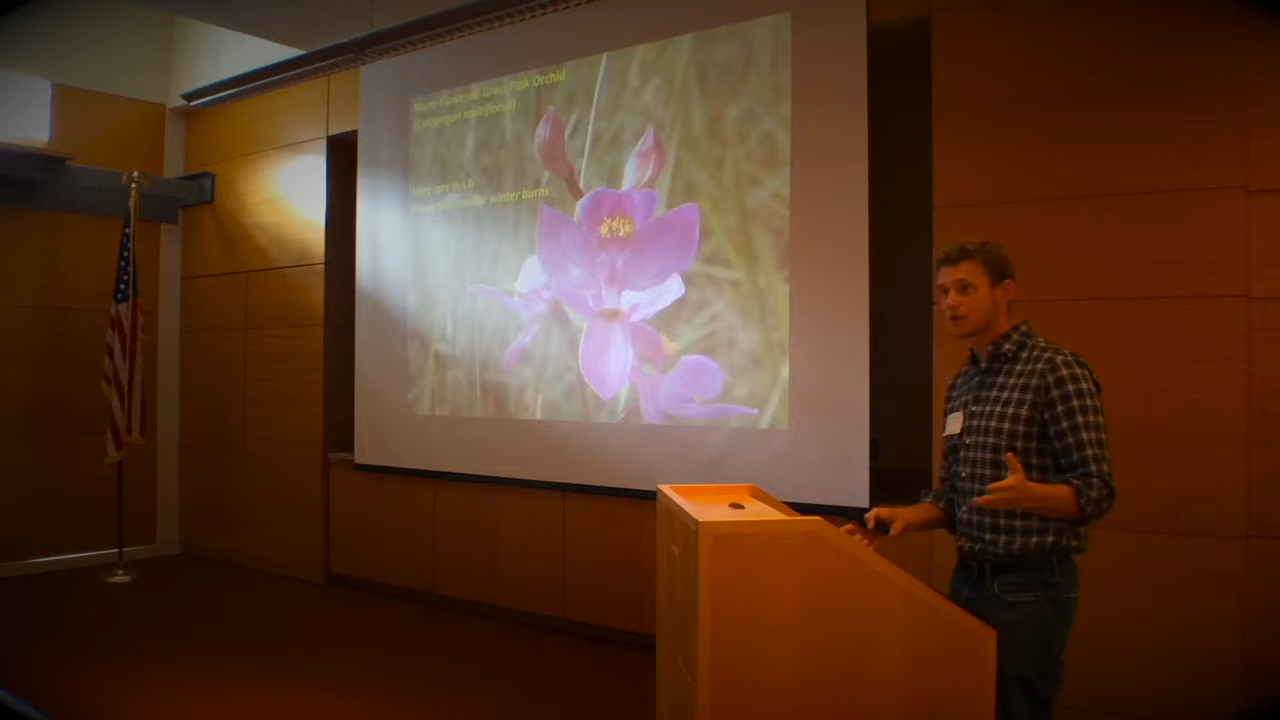 Many-Flowered Grass Pink Orchid
(Calopogon multiflorus)
Very rare in LA
winter burns